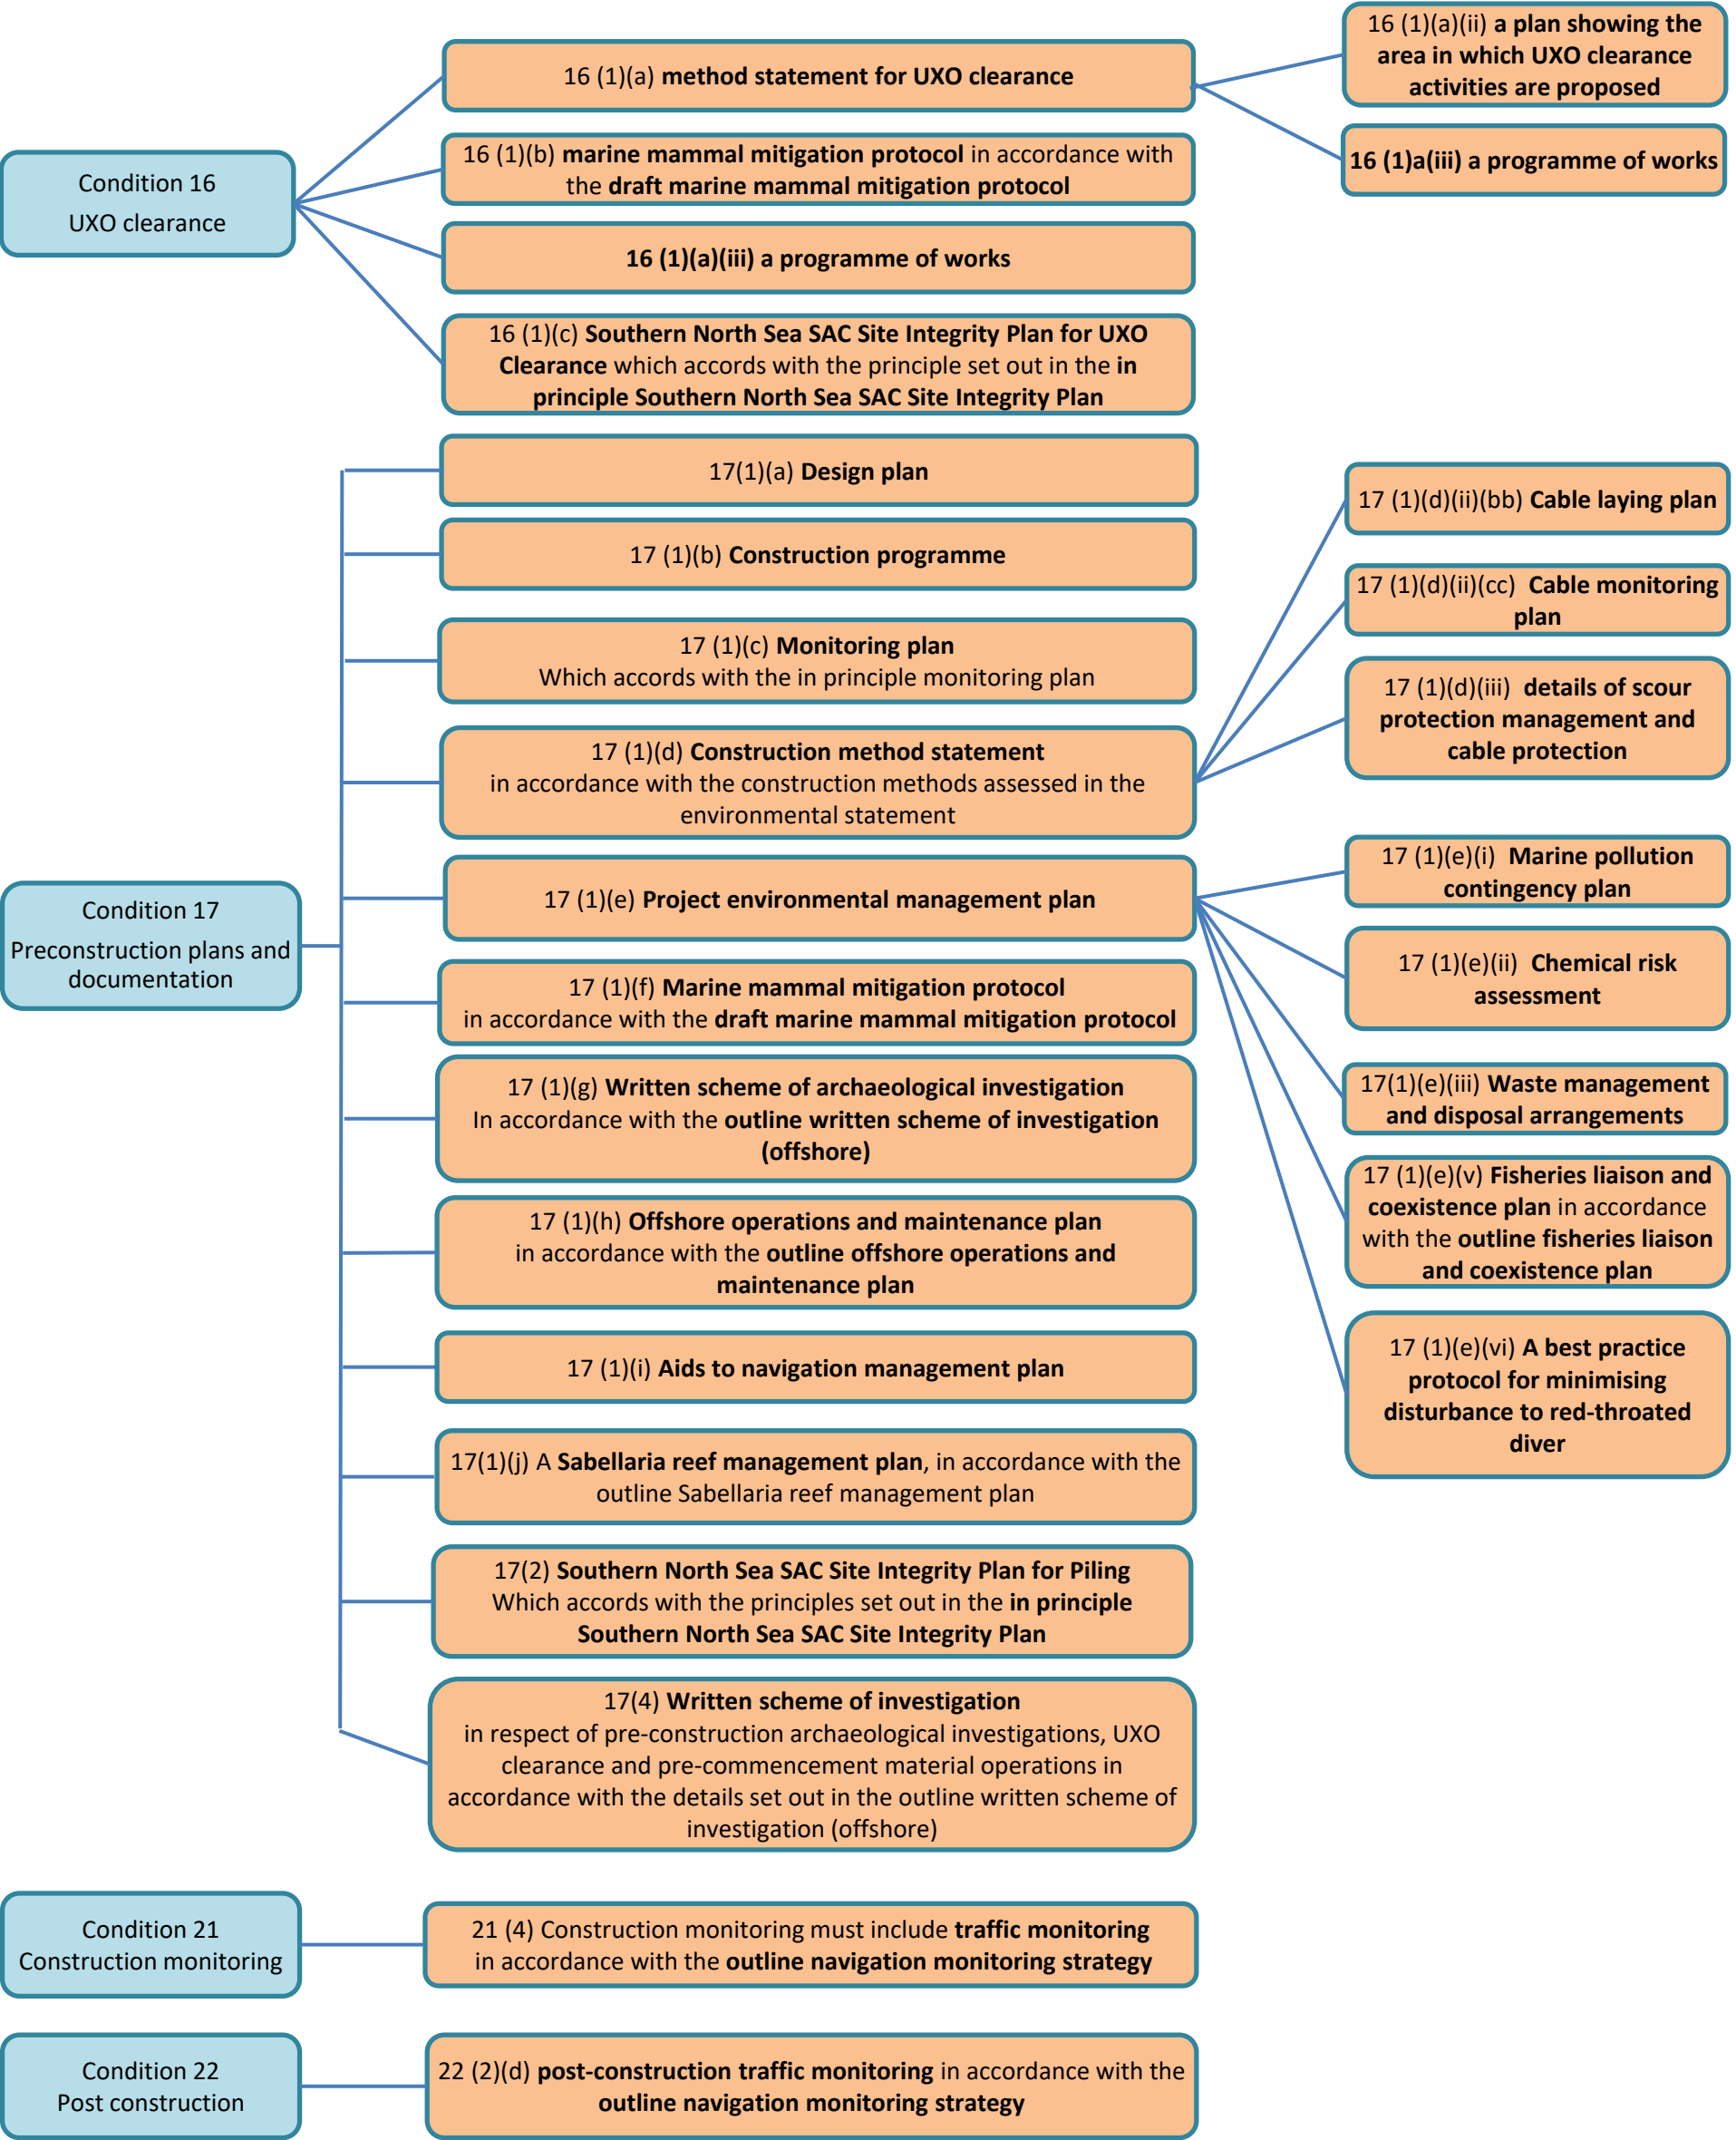 Condition 16
UXO clearance
16 (1)(a) method statement for UXO clearance
16 (1)(a)(ii) a plan showing the
area in which UXO clearance
activities are proposed
16 (1)a(iii) a programme of works
16 (1)(b) marine mammal mitigation protocol in accordance with
the draft marine mammal mitigation protocol
16 (1)(a)(iii) a programme of works
16 (1)(c) Southern North Sea SAC Site Integrity Plan for UXO
Clearance which accords with the principle set out in the in
principle Southern North Sea SAC Site Integrity Plan
Condition 17
Preconstruction plans and
documentation
17(1)(a) Design plan
17 (1)(b) Construction programme
17 (1)(c) Monitoring plan
Which accords with the in principle monitoring plan
17 (1)(d) Construction method statement
in accordance with the construction methods assessed in the
environmental statement
17 (1)(d)(ii)(bb) Cable laying plan
17 (1)(d)(ii)(cc) Cable monitoring
plan
17 (1)(d)(iii) details of scour
protection management and
cable protection
17 (1)(e) Project environmental management plan
17 (1)(e)(i) Marine pollution
contingency plan
17 (1)(e)(ii) Chemical risk
assessment
17(1)(e)(iii) Waste management
and disposal arrangements
17 (1)(e)(v) Fisheries liaison and
coexistence plan in accordance
with the outline fisheries liaison
and coexistence plan
17 (1)(e)(vi) A best practice
protocol for minimising
disturbance to red-throated
diver
17 (1)(f) Marine mammal mitigation protocol
in accordance with the draft marine mammal mitigation protocol
17 (1)(g) Written scheme of archaeological investigation
In accordance with the outline written scheme of investigation
(offshore)
17 (1)(h) Offshore operations and maintenance plan
in accordance with the outline offshore operations and
maintenance plan
17 (1)(i) Aids to navigation management plan
17(1)(j) A Sabellaria reef management plan, in accordance with the
outline Sabellaria reef management plan
17(2) Southern North Sea SAC Site Integrity Plan for Piling
Which accords with the principles set out in the in principle
Southern North Sea SAC Site Integrity Plan
17(4) Written scheme of investigation
in respect of pre-construction archaeological investigations, UXO
clearance and pre-commencement material operations in
accordance with the details set out in the outline written scheme of
investigation (offshore)
Condition 21
Construction monitoring
21 (4) Construction monitoring must include traffic monitoring
in accordance with the outline navigation monitoring strategy
Condition 22
Post construction
22 (2)(d) post-construction traffic monitoring in accordance with the
outline navigation monitoring strategy